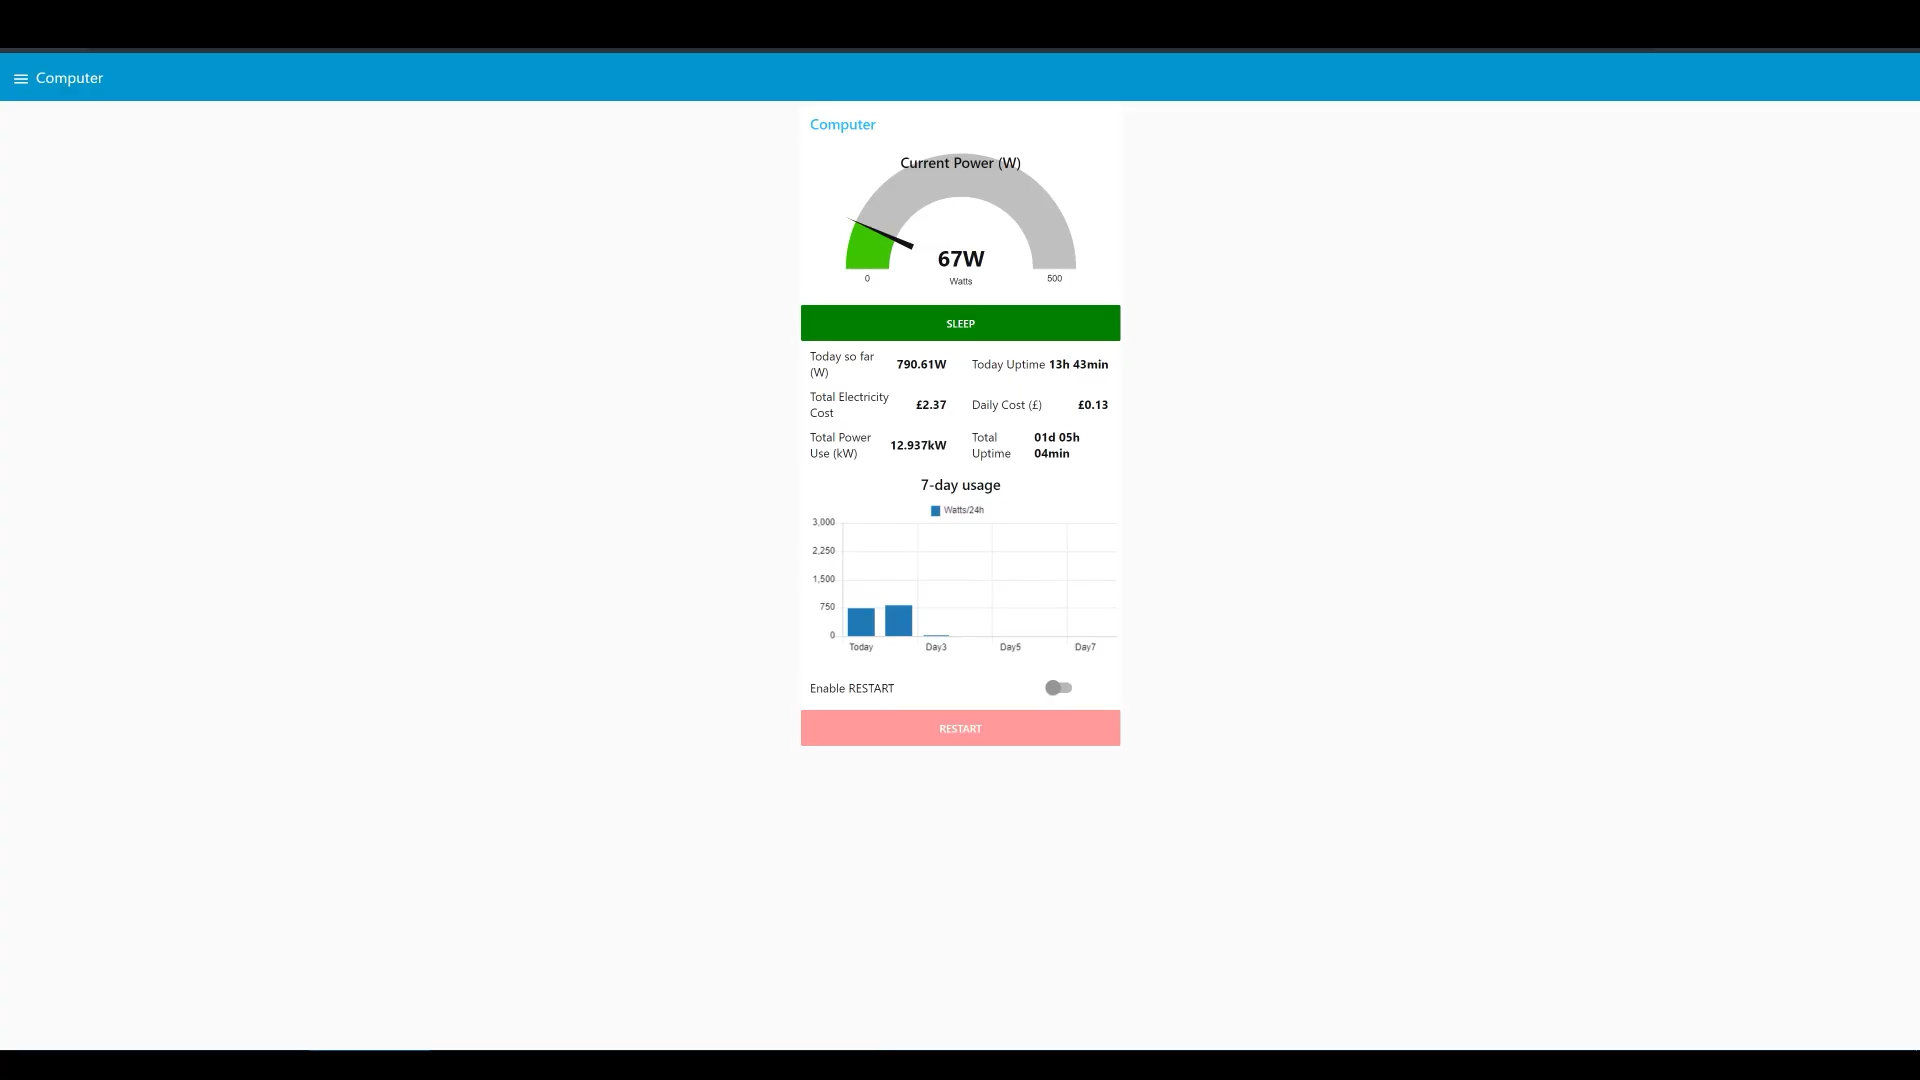 Computer
Computer
Current Power (W)
67W
0
Watts
500
SLEEP
Today so far
(W)
790.61W
Today Uptime 13h 43min
Total Electricity
Cost
£2.37
Daily Cost (£)
£0.13
Total Power
Use (kW)
12.937kW
Total
Uptime
01d 05h
04min
7-day usage
Watts/24h
3,000
2,250
1,500
750
0
Today
Day3
Day5
Day7
Enable RESTART
RESTART